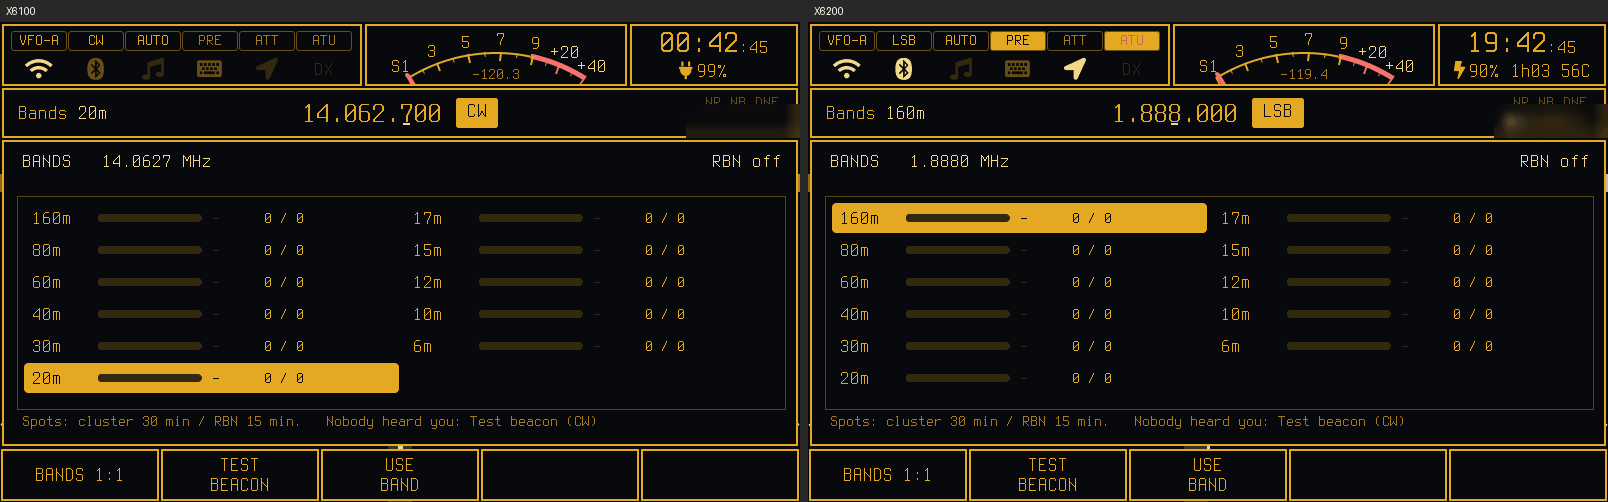 X6100
VFO-A CW AUTO PRE ATT ATU
DX
S1 3 5 7 9 +20 +40
-120.3
00:42:45
99%
Bands 20m
14.062.700 CW
BANDS 14.0627 MHz RBN off
160m - 0 / 0 17m - 0 / 0
80m - 0 / 0 15m - 0 / 0
60m - 0 / 0 12m - 0 / 0
40m - 0 / 0 10m - 0 / 0
30m - 0 / 0 6m - 0 / 0
20m - 0 / 0
Spots: cluster 30 min / RBN 15 min. Nobody heard you: Test beacon (CW)
BANDS 1:1
TEST
BEACON
USE
BAND
X6200
VFO-A LSB AUTO PRE ATT ATU
DX
S1 3 5 7 9 +20 +40
-119.4
19:42:45
90% 1h03 56C
Bands 160m
1.888.000 LSB
BANDS 1.8880 MHz RBN off
160m - 0 / 0 17m - 0 / 0
80m - 0 / 0 15m - 0 / 0
60m - 0 / 0 12m - 0 / 0
40m - 0 / 0 10m - 0 / 0
30m - 0 / 0 6m - 0 / 0
20m - 0 / 0
Spots: cluster 30 min / RBN 15 min. Nobody heard you: Test beacon (CW)
BANDS 1:1
TEST
BEACON
USE
BAND